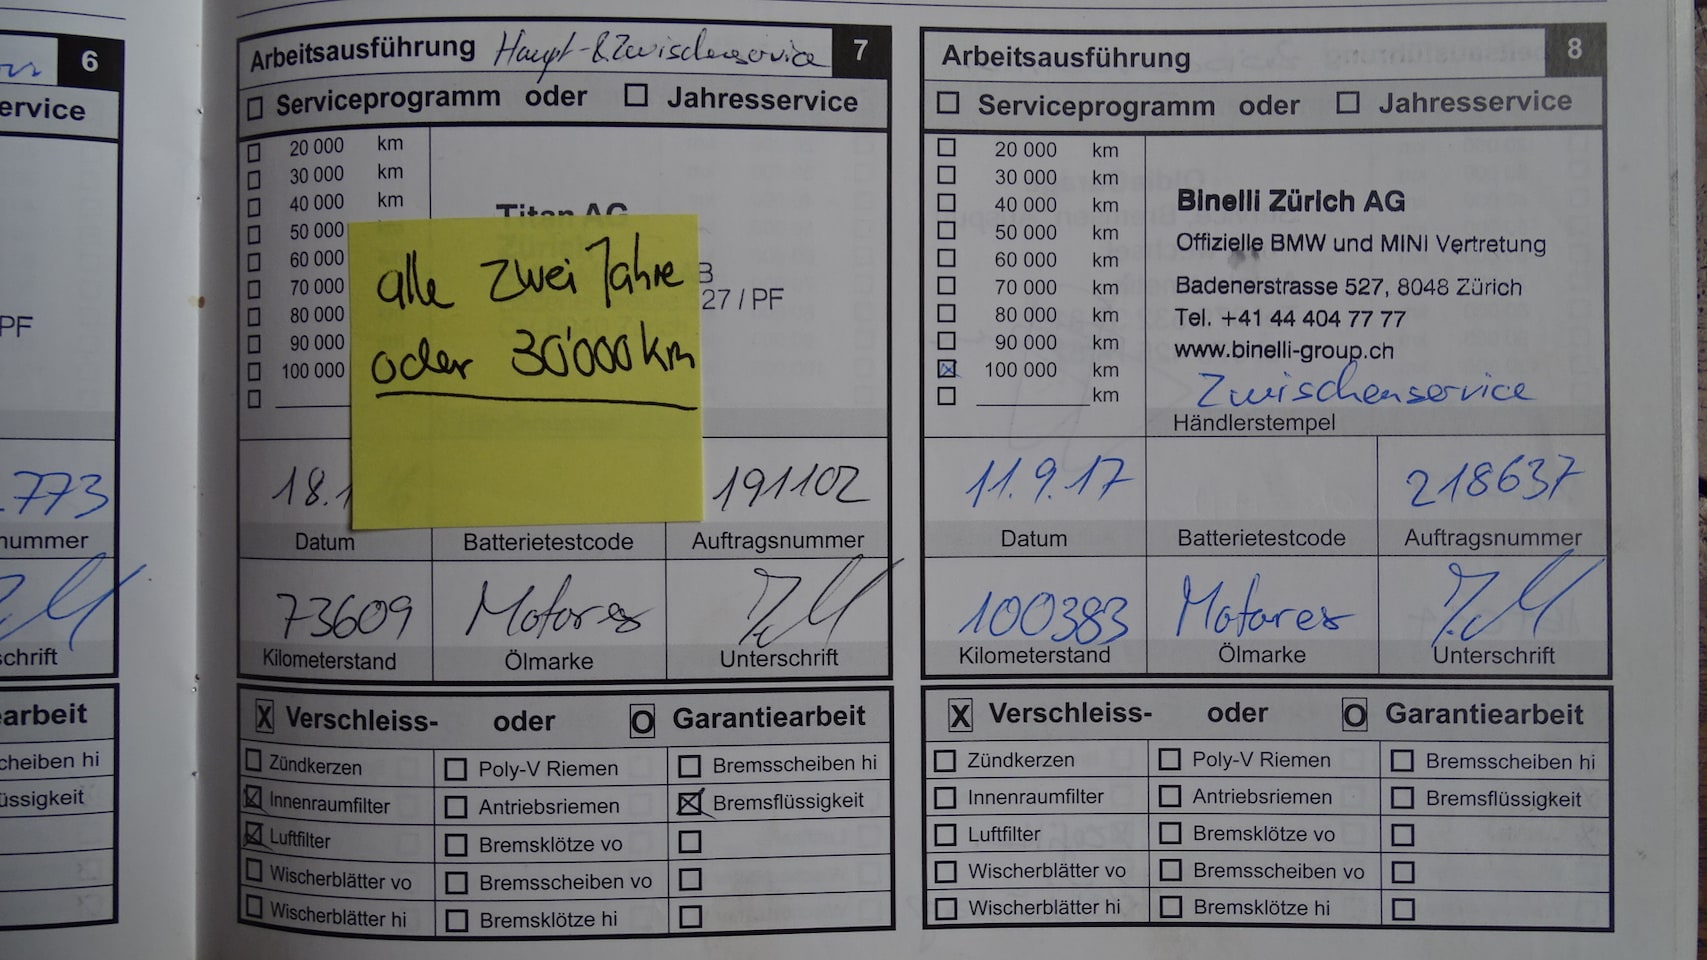 6
ervice
PF
773
nummer
chrift
earbeit
cheiben hi
üssigkeit
Arbeitsausführung Haupt-&Zwischenservice 7
Serviceprogramm oder Jahresservice
20 000 km
30 000 km
40 000 km
50 000
60 000
70 000
80 000
90 000
100 000
Titan AG
27 / PF
alle zwei Jahre
oder 30'000 km
18.1 191102
Datum Batterietestcode Auftragsnummer
73609 Motorex
Kilometerstand Ölmarke Unterschrift
X Verschleiss- oder O Garantiearbeit
Zündkerzen Poly-V Riemen Bremsscheiben hi
Innenraumfilter Antriebsriemen Bremsflüssigkeit
Luftfilter Bremsklötze vo
Wischerblätter vo Bremsscheiben vo
Wischerblätter hi Bremsklötze hi
Arbeitsausführung 8
Serviceprogramm oder Jahresservice
20 000 km
30 000 km
40 000 km
50 000 km
60 000 km
70 000 km
80 000 km
90 000 km
100 000 km
km
Binelli Zürich AG
Offizielle BMW und MINI Vertretung
Badenerstrasse 527, 8048 Zürich
Tel. +41 44 404 77 77
www.binelli-group.ch
Zwischenservice
Händlerstempel
11.9.17 218637
Datum Batterietestcode Auftragsnummer
100383 Motorex
Kilometerstand Ölmarke Unterschrift
X Verschleiss- oder O Garantiearbeit
Zündkerzen Poly-V Riemen Bremsscheiben hi
Innenraumfilter Antriebsriemen Bremsflüssigkeit
Luftfilter Bremsklötze vo
Wischerblätter vo Bremsscheiben vo
Wischerblätter hi Bremsklötze hi